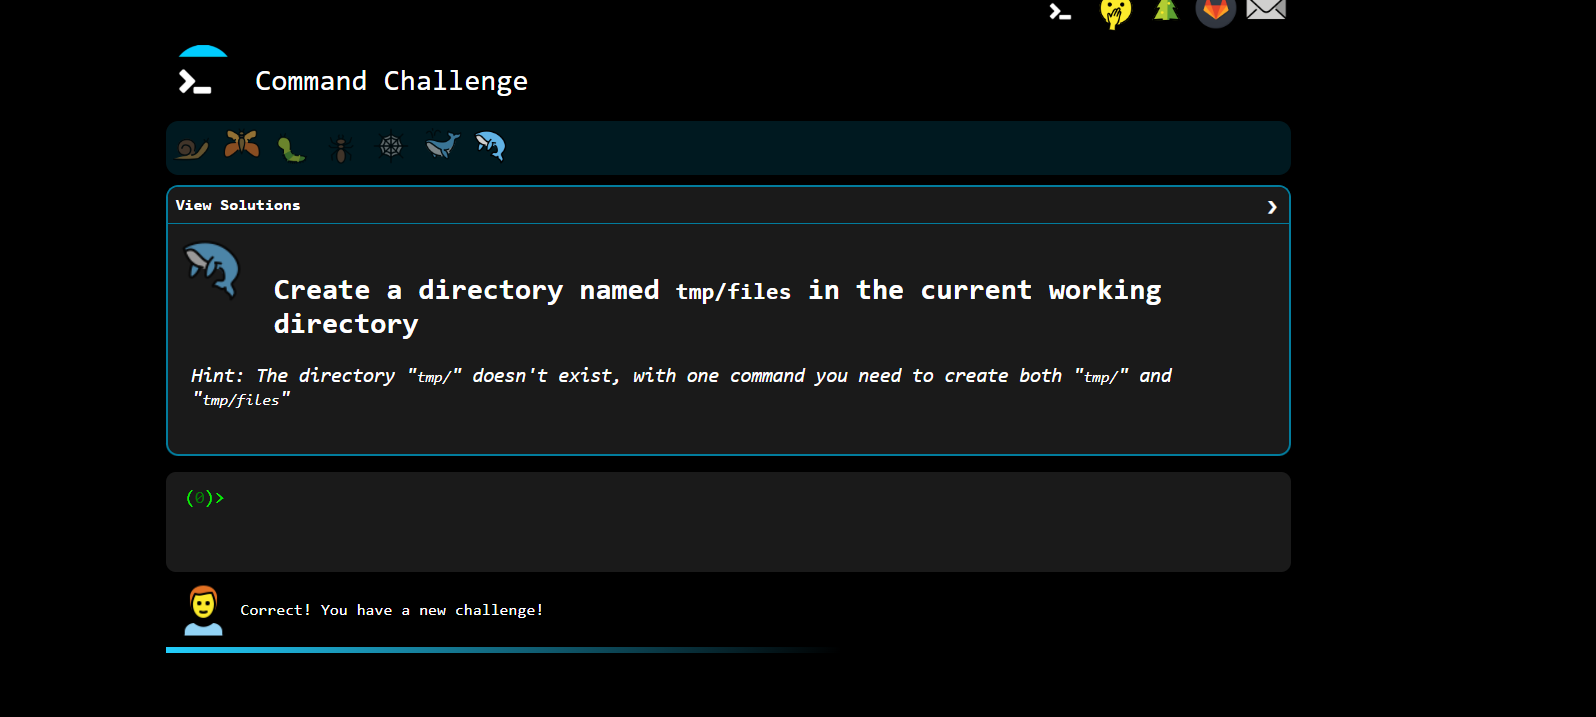 Command Challenge
View Solutions
Create a directory named tmp/files in the current working
directory
Hint: The directory "tmp/" doesn't exist, with one command you need to create both "tmp/" and
"tmp/files"
(0)>
Correct! You have a new challenge!